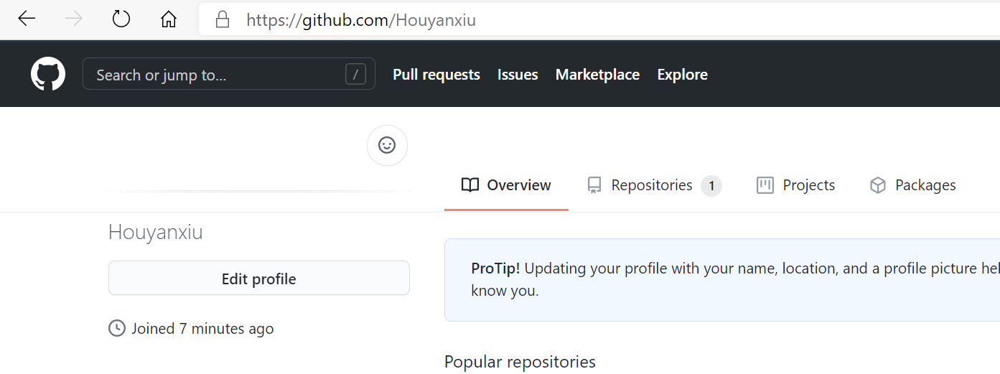 https://github.com/Houyanxiu
Search or jump to... / Pull requests Issues Marketplace Explore
Overview Repositories 1 Projects Packages
Houyanxiu
Edit profile
Joined 7 minutes ago
ProTip! Updating your profile with your name, location, and a profile picture
know you.
Popular repositories